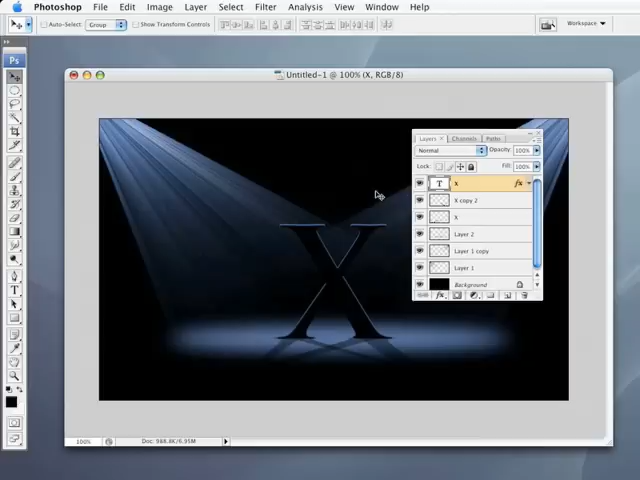 Photoshop File Edit Image Layer Select Filter Analysis View Window Help
Auto-Select: Group Show Transform Controls Workspace
Ps
Untitled-1 @ 100% (X, RGB/8)
Layers Channels Paths
Normal Opacity: 100%
Lock: Fill: 100%
T X fx
X copy 2
X
Layer 2
Layer 1 copy
Layer 1
Background
X
100% Doc: 988.8K/6.95M